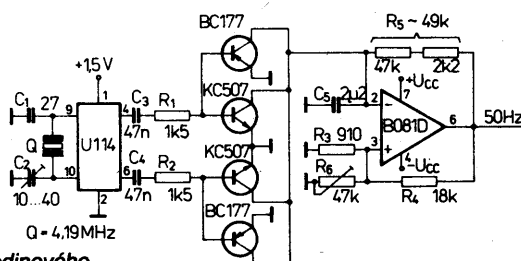 BC177
R5 ~ 49k
+1,5V
KC507
47k
2k2
C1
27
1
C3
R1
C5
2µ2
+Ucc
7
9
4
2
−
47n
1k5
B081D
6
50Hz
Q
U114
KC507
R3 910
3
+
C2
C4
R2
4
−Ucc
10
6
R6
10...40
2
47n
1k5
47k
R4
18k
BC177
Q = 4,19MHz